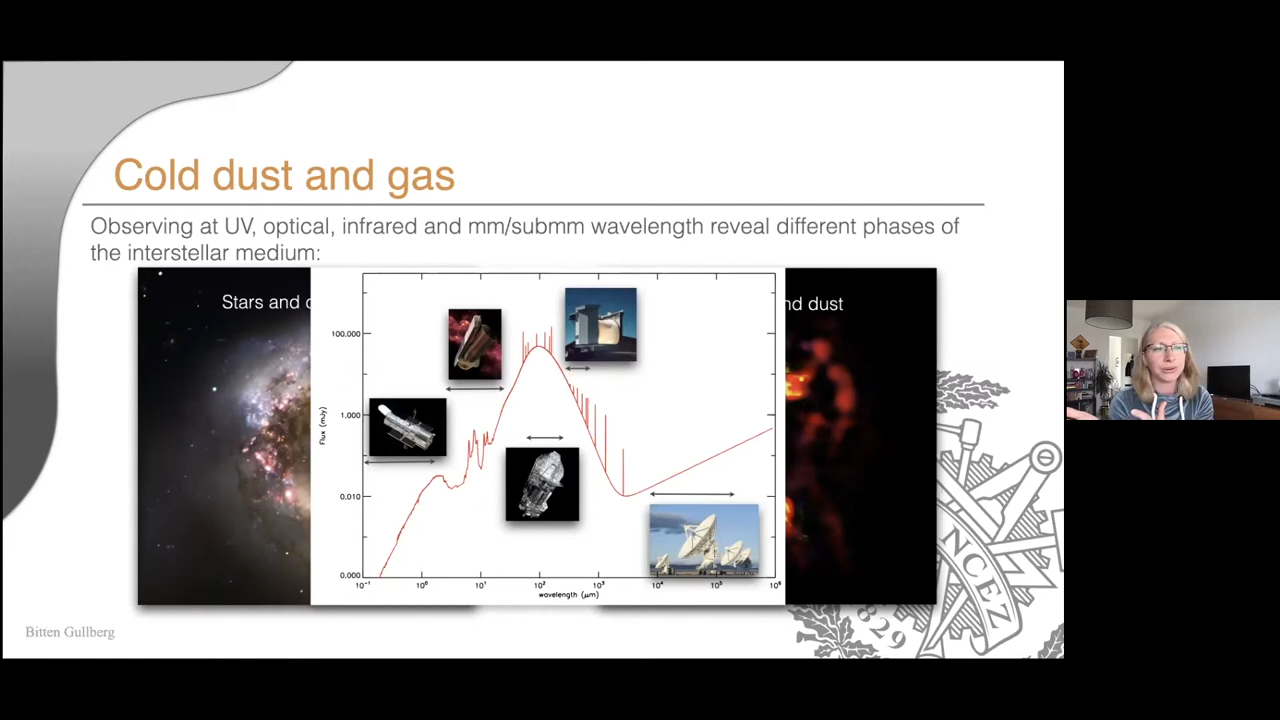 Cold dust and gas
Observing at UV, optical, infrared and mm/submm wavelength reveal different phases of
the interstellar medium:
Stars and
nd dust
100.000
1.000
0.010
0.000
Flux (mJy)
10⁻¹ 10⁰ 10¹ 10² 10³ 10⁴ 10⁵ 10⁶
wavelength (μm)
NCEZ
829
Bitten Gullberg